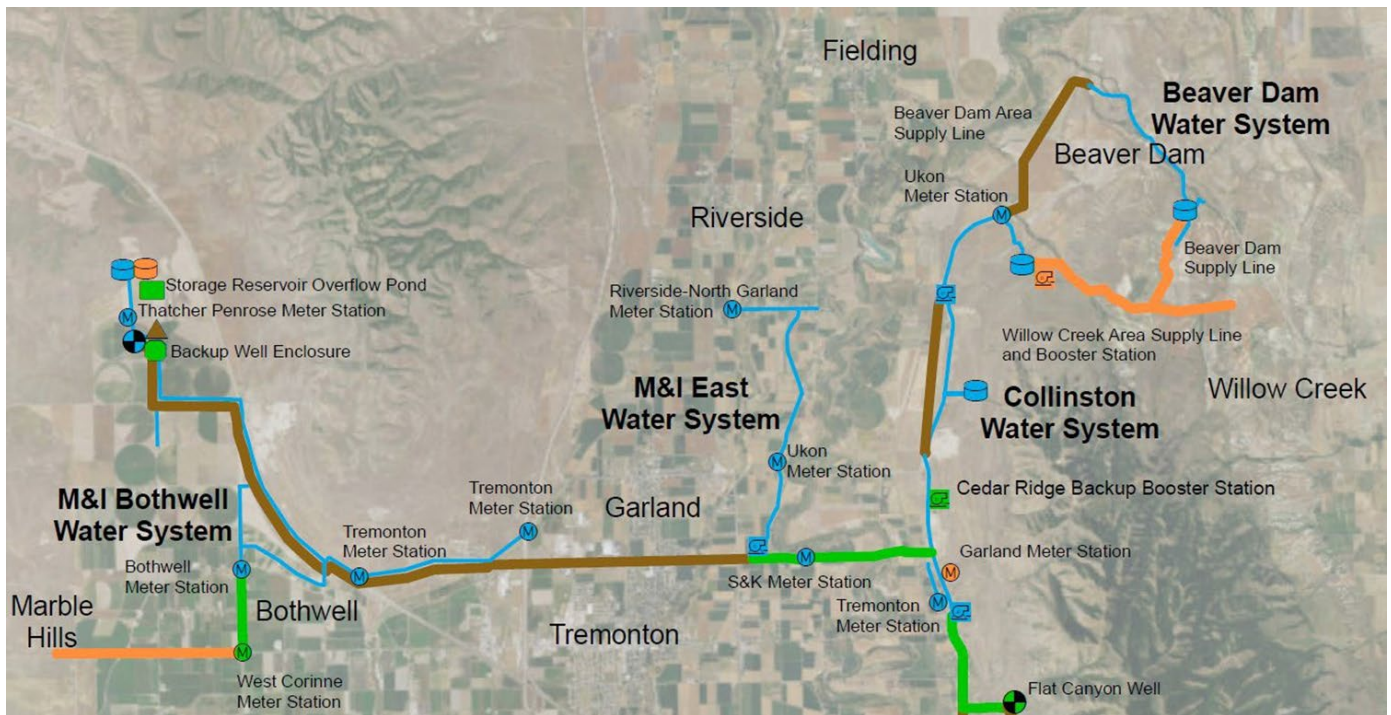 Fielding
Beaver Dam
Water System
Beaver Dam Area
Supply Line
Beaver Dam
Ukon
Meter Station
M
Riverside
Beaver Dam
Supply Line
Storage Reservoir Overflow Pond
Riverside-North Garland
Meter Station
M
Thatcher Penrose Meter Station
M
Backup Well Enclosure
Willow Creek Area Supply Line
and Booster Station
Willow Creek
M&I East
Water System
Collinston
Water System
Ukon
Meter Station
M
M&I Bothwell
Water System
Tremonton
Meter Station
M
Garland
Cedar Ridge Backup Booster Station
Tremonton
Meter Station
M
Garland Meter Station
M
S&K Meter Station
M
Bothwell
Meter Station
M
Marble
Hills
Bothwell
Tremonton
Tremonton
Meter Station
M
West Corinne
Meter Station
M
Flat Canyon Well